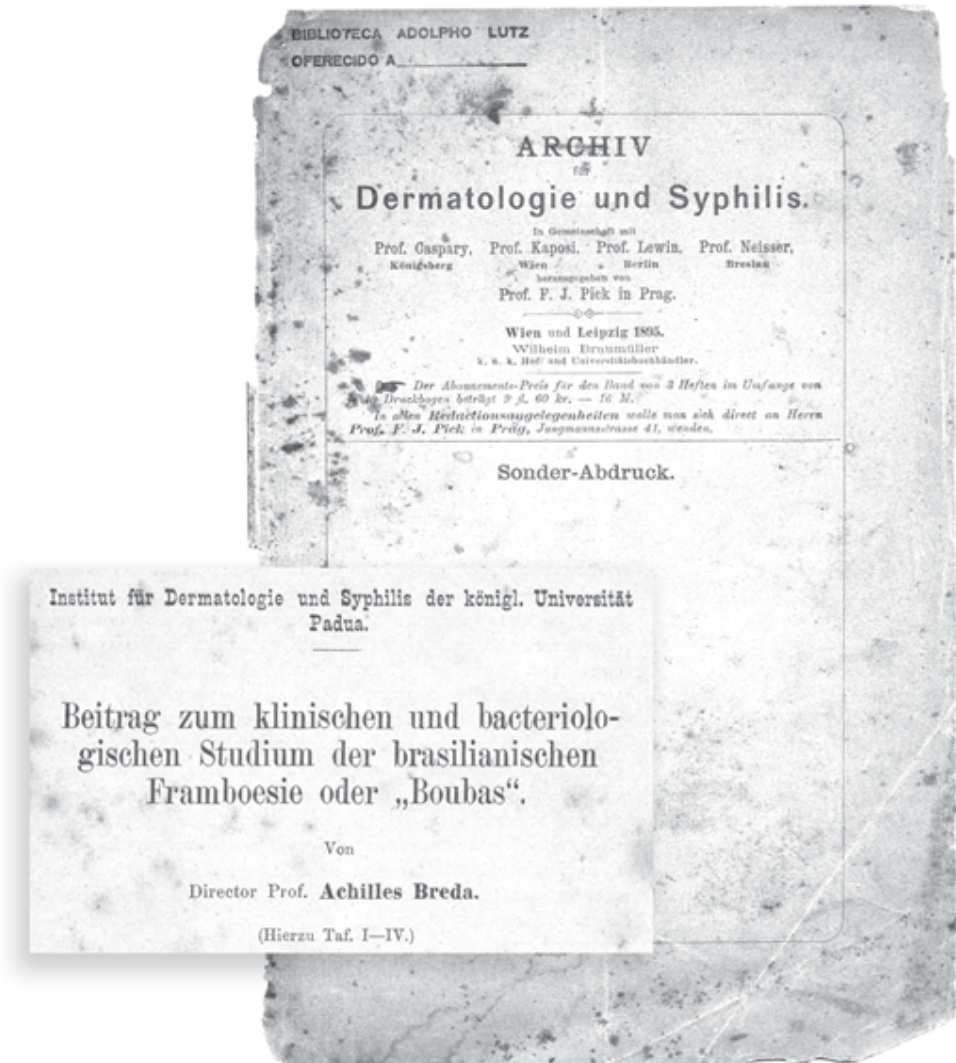 BIBLIOTECA ADOLPHO LUTZ
OFERECIDO A
ARCHIV
für
Dermatologie und Syphilis.
In Gemeinschaft mit
Prof. Caspary, Prof. Kaposi, Prof. Lewin, Prof. Neisser,
Königsberg Wien Berlin Breslau
herausgegeben von
Prof. F. J. Pick in Prag.
Wien und Leipzig 1895.
Wilhelm Braumüller
k. u. k. Hof- und Universitätsbuchhändler.
Der Abonnements-Preis für den Band von 3 Heften im Umfange von
Druckbogen beträgt 9 fl. 60 kr. — 16 M.
In allen Redactionsangelegenheiten wolle man sich direct an Herrn
Prof. F. J. Pick in Prag, Jungmannstrasse 41, wenden.
Sonder-Abdruck.
Institut für Dermatologie und Syphilis der königl. Universität
Padua.
Beitrag zum klinischen und bacteriolo-
gischen Studium der brasilianischen
Framboesie oder „Boubas“.
Von
Director Prof. Achilles Breda.
(Hierzu Taf. I—IV.)